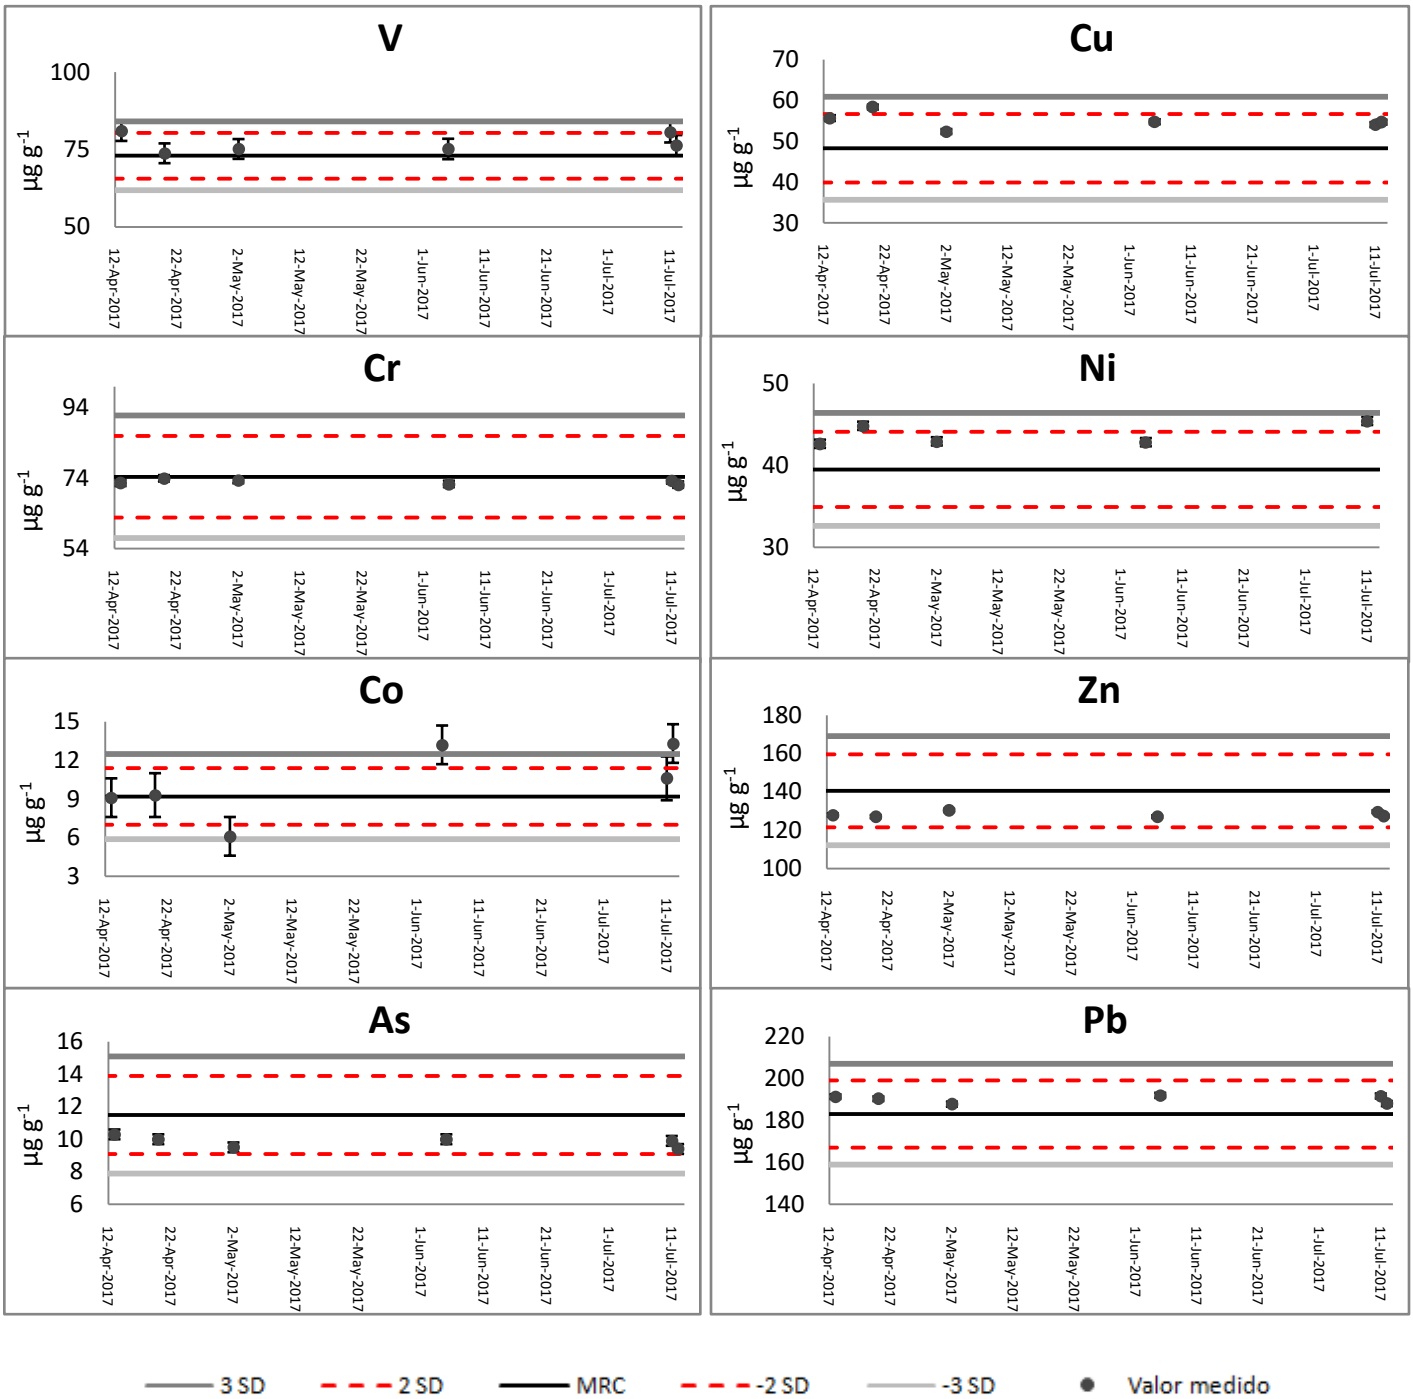 V
100
75
50
µg g-1
12-Apr-2017
22-Apr-2017
2-May-2017
12-May-2017
22-May-2017
1-Jun-2017
11-Jun-2017
21-Jun-2017
1-Jul-2017
11-Jul-2017
Cu
70
60
50
40
30
µg g-1
12-Apr-2017
22-Apr-2017
2-May-2017
12-May-2017
22-May-2017
1-Jun-2017
11-Jun-2017
21-Jun-2017
1-Jul-2017
11-Jul-2017
Cr
94
74
54
µg g-1
12-Apr-2017
22-Apr-2017
2-May-2017
12-May-2017
22-May-2017
1-Jun-2017
11-Jun-2017
21-Jun-2017
1-Jul-2017
11-Jul-2017
Ni
50
40
30
µg g-1
12-Apr-2017
22-Apr-2017
2-May-2017
12-May-2017
22-May-2017
1-Jun-2017
11-Jun-2017
21-Jun-2017
1-Jul-2017
11-Jul-2017
Co
15
12
9
6
3
µg g-1
12-Apr-2017
22-Apr-2017
2-May-2017
12-May-2017
22-May-2017
1-Jun-2017
11-Jun-2017
21-Jun-2017
1-Jul-2017
11-Jul-2017
Zn
180
160
140
120
100
µg g-1
12-Apr-2017
22-Apr-2017
2-May-2017
12-May-2017
22-May-2017
1-Jun-2017
11-Jun-2017
21-Jun-2017
1-Jul-2017
11-Jul-2017
As
16
14
12
10
8
6
µg g-1
12-Apr-2017
22-Apr-2017
2-May-2017
12-May-2017
22-May-2017
1-Jun-2017
11-Jun-2017
21-Jun-2017
1-Jul-2017
11-Jul-2017
Pb
220
200
180
160
140
µg g-1
12-Apr-2017
22-Apr-2017
2-May-2017
12-May-2017
22-May-2017
1-Jun-2017
11-Jun-2017
21-Jun-2017
1-Jul-2017
11-Jul-2017
3 SD 2 SD MRC -2 SD -3 SD Valor medido